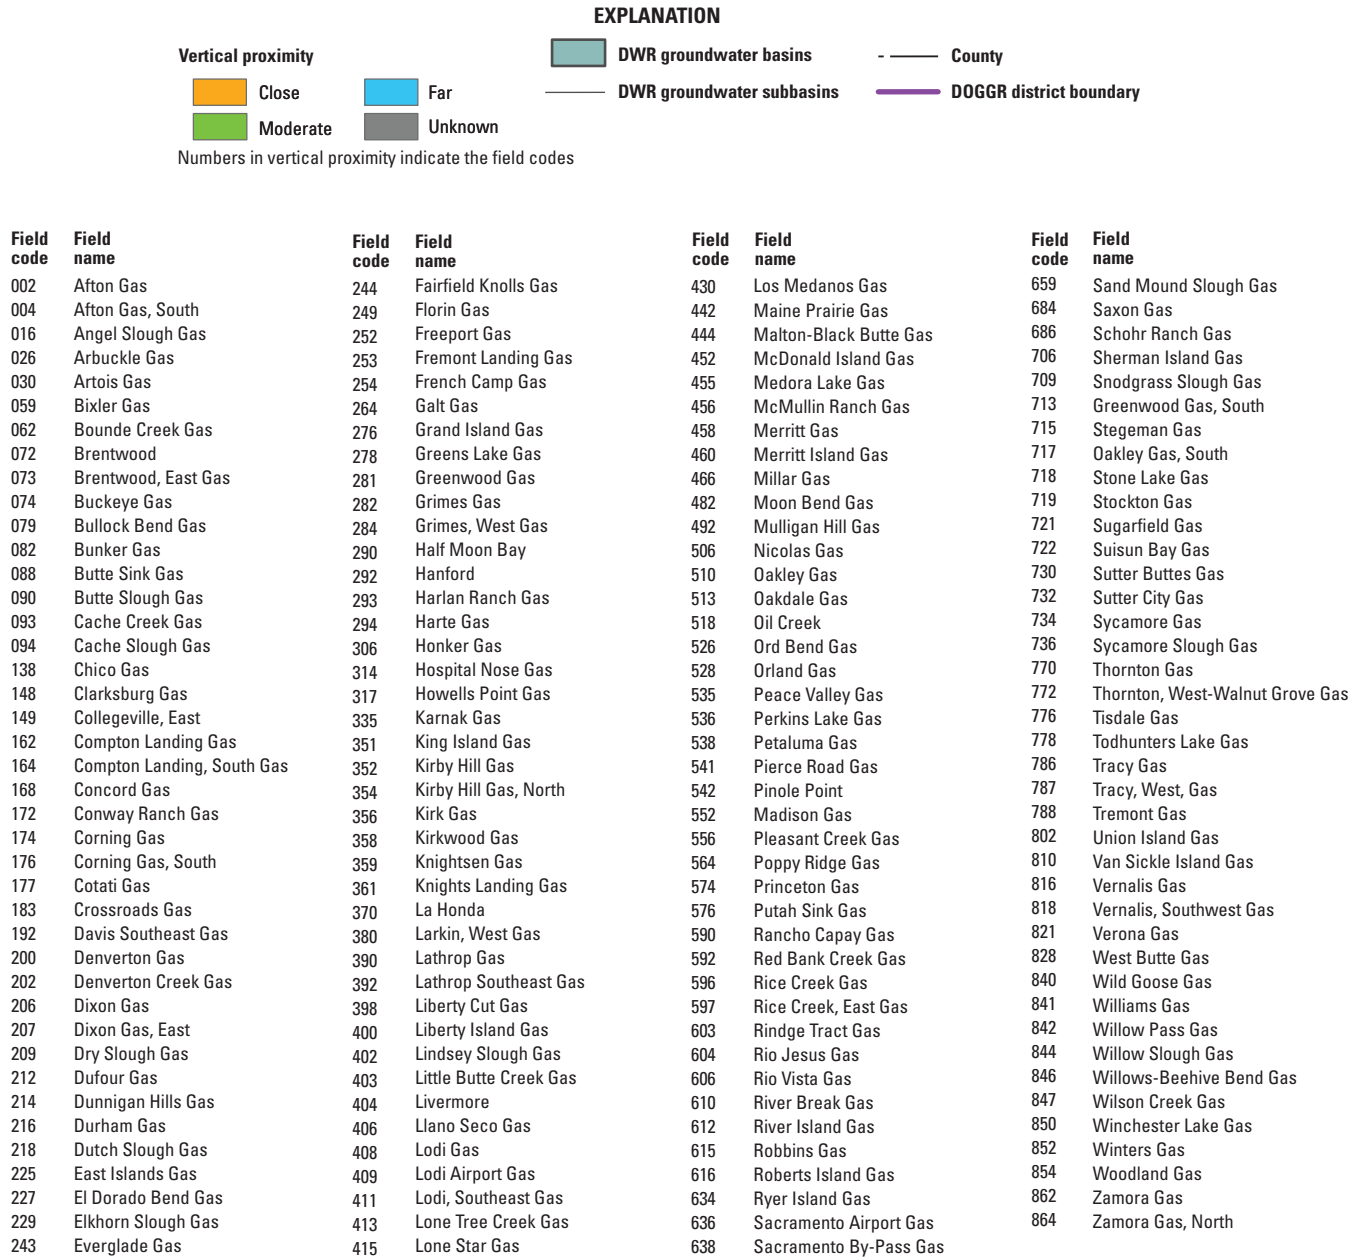 EXPLANATION
Vertical proximity
Close
Moderate
Far
Unknown
Numbers in vertical proximity indicate the field codes
DWR groundwater basins
DWR groundwater subbasins
County
DOGGR district boundary
Field code Field name
002 Afton Gas
004 Afton Gas, South
016 Angel Slough Gas
026 Arbuckle Gas
030 Artois Gas
059 Bixler Gas
062 Bounde Creek Gas
072 Brentwood
073 Brentwood, East Gas
074 Buckeye Gas
079 Bullock Bend Gas
082 Bunker Gas
088 Butte Sink Gas
090 Butte Slough Gas
093 Cache Creek Gas
094 Cache Slough Gas
138 Chico Gas
148 Clarksburg Gas
149 Collegeville, East
162 Compton Landing Gas
164 Compton Landing, South Gas
168 Concord Gas
172 Conway Ranch Gas
174 Corning Gas
176 Corning Gas, South
177 Cotati Gas
183 Crossroads Gas
192 Davis Southeast Gas
200 Denverton Gas
202 Denverton Creek Gas
206 Dixon Gas
207 Dixon Gas, East
209 Dry Slough Gas
212 Dufour Gas
214 Dunnigan Hills Gas
216 Durham Gas
218 Dutch Slough Gas
225 East Islands Gas
227 El Dorado Bend Gas
229 Elkhorn Slough Gas
243 Everglade Gas
Field code Field name
244 Fairfield Knolls Gas
249 Florin Gas
252 Freeport Gas
253 Fremont Landing Gas
254 French Camp Gas
264 Galt Gas
276 Grand Island Gas
278 Greens Lake Gas
281 Greenwood Gas
282 Grimes Gas
284 Grimes, West Gas
290 Half Moon Bay
292 Hanford
293 Harlan Ranch Gas
294 Harte Gas
306 Honker Gas
314 Hospital Nose Gas
317 Howells Point Gas
335 Karnak Gas
351 King Island Gas
352 Kirby Hill Gas
354 Kirby Hill Gas, North
356 Kirk Gas
358 Kirkwood Gas
359 Knightsen Gas
361 Knights Landing Gas
370 La Honda
380 Larkin, West Gas
390 Lathrop Gas
392 Lathrop Southeast Gas
398 Liberty Cut Gas
400 Liberty Island Gas
402 Lindsey Slough Gas
403 Little Butte Creek Gas
404 Livermore
406 Llano Seco Gas
408 Lodi Gas
409 Lodi Airport Gas
411 Lodi, Southeast Gas
413 Lone Tree Creek Gas
415 Lone Star Gas
Field code Field name
430 Los Medanos Gas
442 Maine Prairie Gas
444 Malton-Black Butte Gas
452 McDonald Island Gas
455 Medora Lake Gas
456 McMullin Ranch Gas
458 Merritt Gas
460 Merritt Island Gas
466 Millar Gas
482 Moon Bend Gas
492 Mulligan Hill Gas
506 Nicolas Gas
510 Oakley Gas
513 Oakdale Gas
518 Oil Creek
526 Ord Bend Gas
528 Orland Gas
535 Peace Valley Gas
536 Perkins Lake Gas
538 Petaluma Gas
541 Pierce Road Gas
542 Pinole Point
552 Madison Gas
556 Pleasant Creek Gas
564 Poppy Ridge Gas
574 Princeton Gas
576 Putah Sink Gas
590 Rancho Capay Gas
592 Red Bank Creek Gas
596 Rice Creek Gas
597 Rice Creek, East Gas
603 Rindge Tract Gas
604 Rio Jesus Gas
606 Rio Vista Gas
610 River Break Gas
612 River Island Gas
615 Robbins Gas
616 Roberts Island Gas
634 Ryer Island Gas
636 Sacramento Airport Gas
638 Sacramento By-Pass Gas
Field code Field name
659 Sand Mound Slough Gas
684 Saxon Gas
686 Schohr Ranch Gas
706 Sherman Island Gas
709 Snodgrass Slough Gas
713 Greenwood Gas, South
715 Stegeman Gas
717 Oakley Gas, South
718 Stone Lake Gas
719 Stockton Gas
721 Sugarfield Gas
722 Suisun Bay Gas
730 Sutter Buttes Gas
732 Sutter City Gas
734 Sycamore Gas
736 Sycamore Slough Gas
770 Thornton Gas
772 Thornton, West-Walnut Grove Gas
776 Tisdale Gas
778 Todhunters Lake Gas
786 Tracy Gas
787 Tracy, West, Gas
788 Tremont Gas
802 Union Island Gas
810 Van Sickle Island Gas
816 Vernalis Gas
818 Vernalis, Southwest Gas
821 Verona Gas
828 West Butte Gas
840 Wild Goose Gas
841 Williams Gas
842 Willow Pass Gas
844 Willow Slough Gas
846 Willows-Beehive Bend Gas
847 Wilson Creek Gas
850 Winchester Lake Gas
852 Winters Gas
854 Woodland Gas
862 Zamora Gas
864 Zamora Gas, North